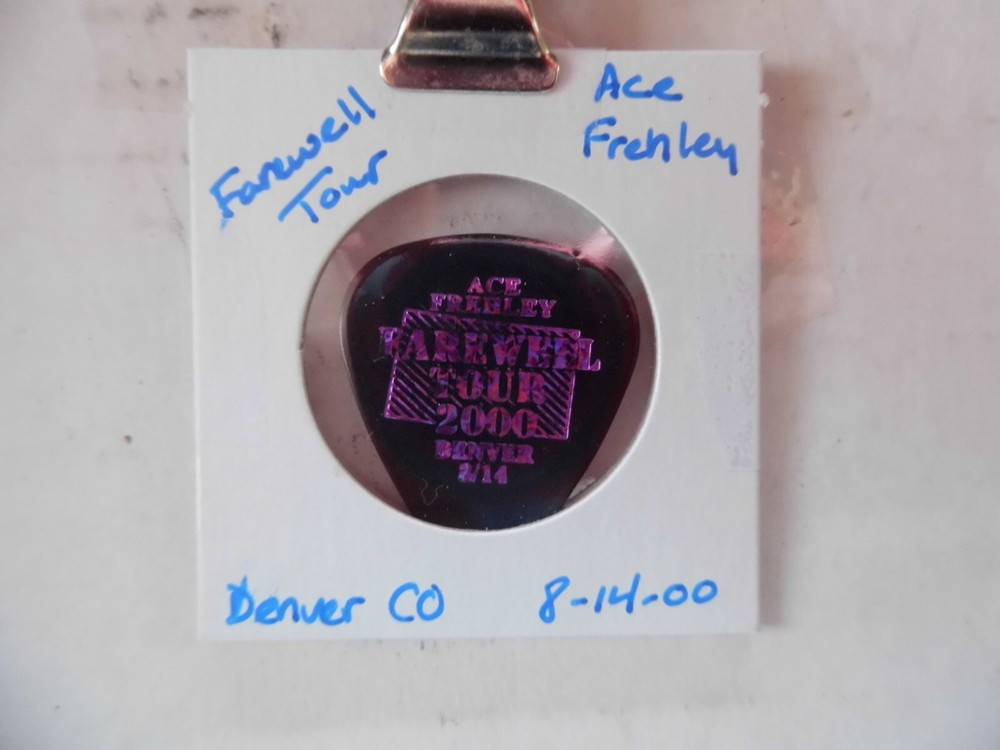 Farewell
Tour
Ace
Frehley
ACE
FREHLEY
FAREWELL
TOUR
2000
DENVER
8/14
Denver CO
8-14-00